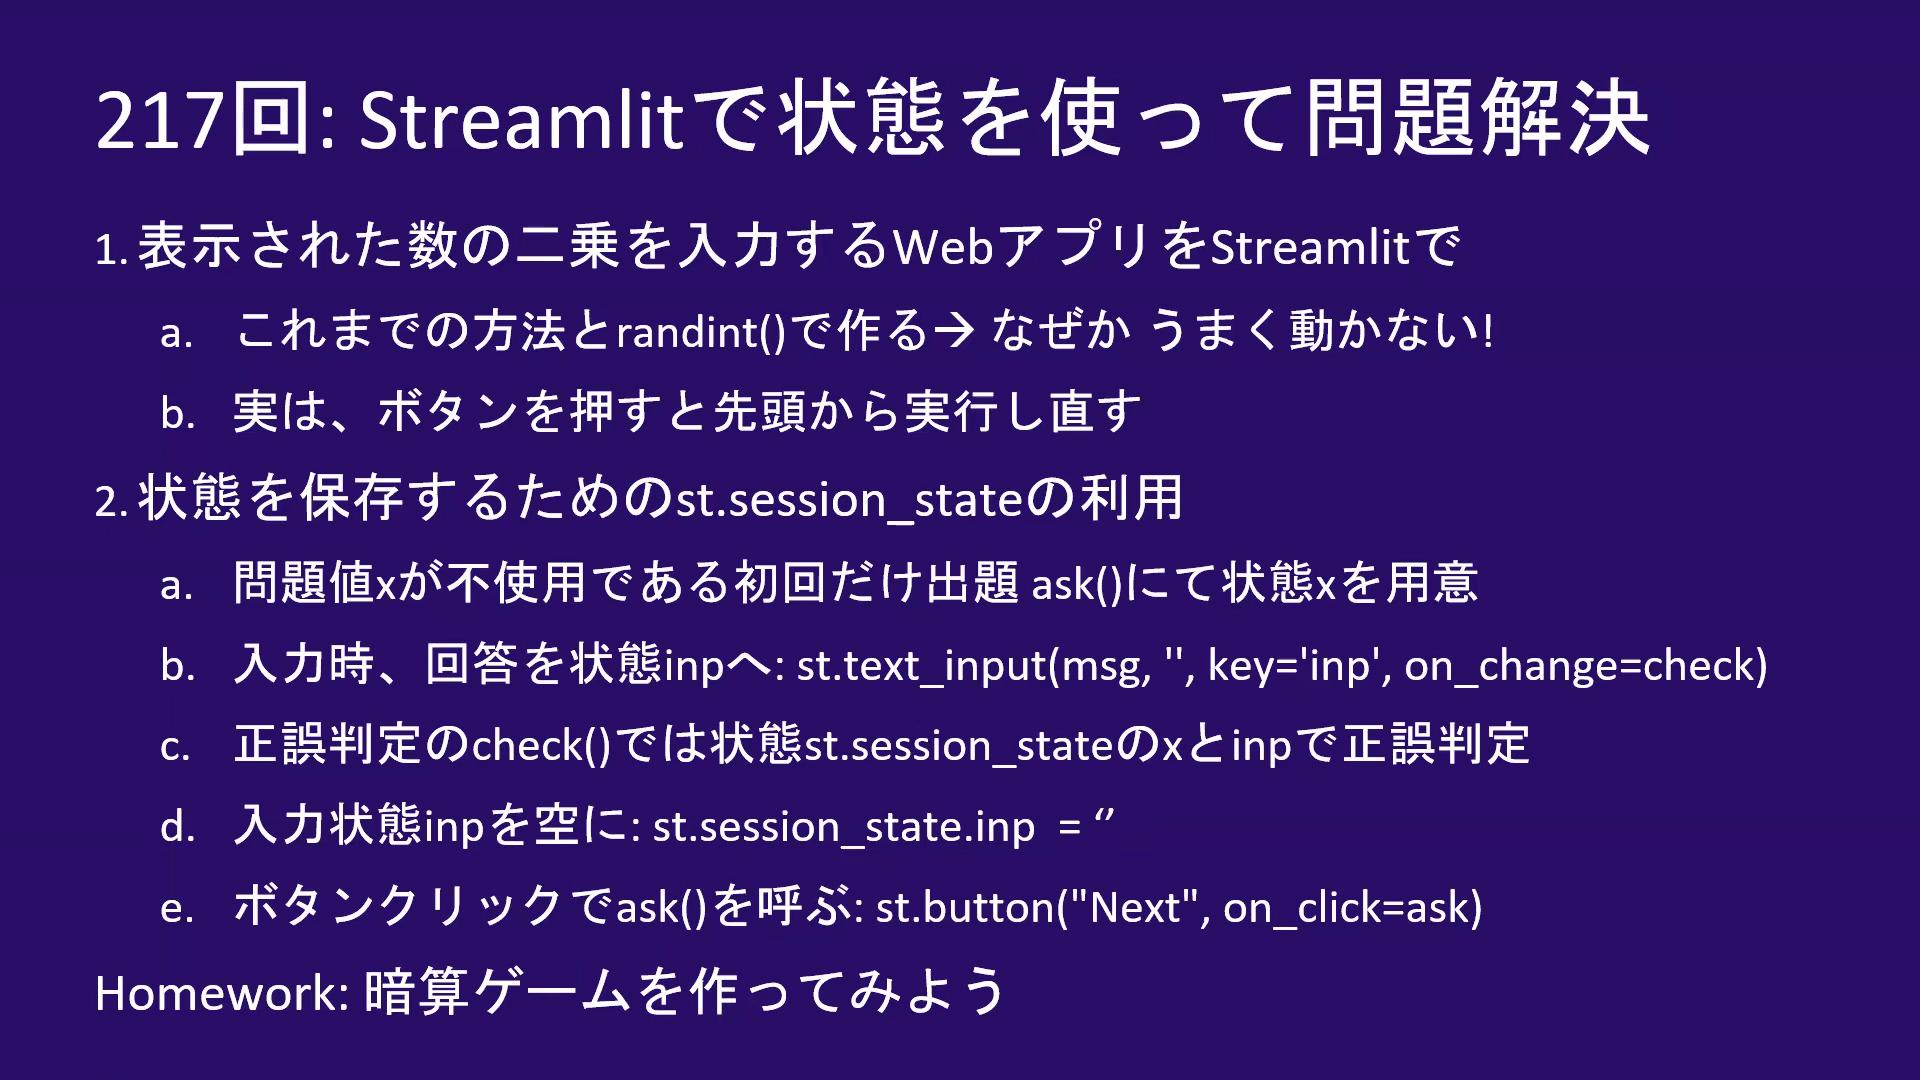 217回: Streamlitで状態を使って問題解決
1. 表示された数の二乗を入力するWebアプリをStreamlitで
a. これまでの方法とrandint()で作る→ なぜか うまく動かない!
b. 実は、ボタンを押すと先頭から実行し直す
2. 状態を保存するためのst.session_stateの利用
a. 問題値xが不使用である初回だけ出題 ask()にて状態xを用意
b. 入力時、回答を状態inpへ: st.text_input(msg, '', key='inp', on_change=check)
c. 正誤判定のcheck()では状態st.session_stateのxとinpで正誤判定
d. 入力状態inpを空に: st.session_state.inp = ‘’
e. ボタンクリックでask()を呼ぶ: st.button("Next", on_click=ask)
Homework: 暗算ゲームを作ってみよう